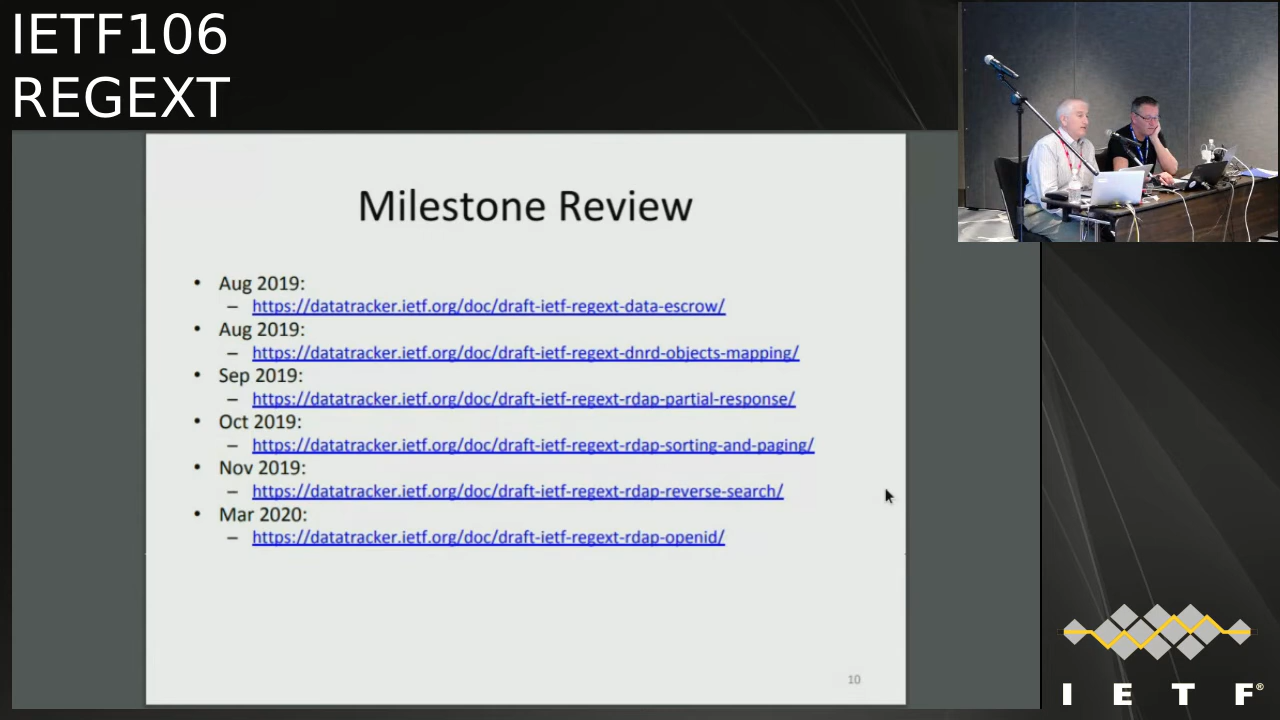 IETF106
REGEXT
Milestone Review
• Aug 2019:
– https://datatracker.ietf.org/doc/draft-ietf-regext-data-escrow/
• Aug 2019:
– https://datatracker.ietf.org/doc/draft-ietf-regext-dnrd-objects-mapping/
• Sep 2019:
– https://datatracker.ietf.org/doc/draft-ietf-regext-rdap-partial-response/
• Oct 2019:
– https://datatracker.ietf.org/doc/draft-ietf-regext-rdap-sorting-and-paging/
• Nov 2019:
– https://datatracker.ietf.org/doc/draft-ietf-regext-rdap-reverse-search/
• Mar 2020:
– https://datatracker.ietf.org/doc/draft-ietf-regext-rdap-openid/
10
I E T F®